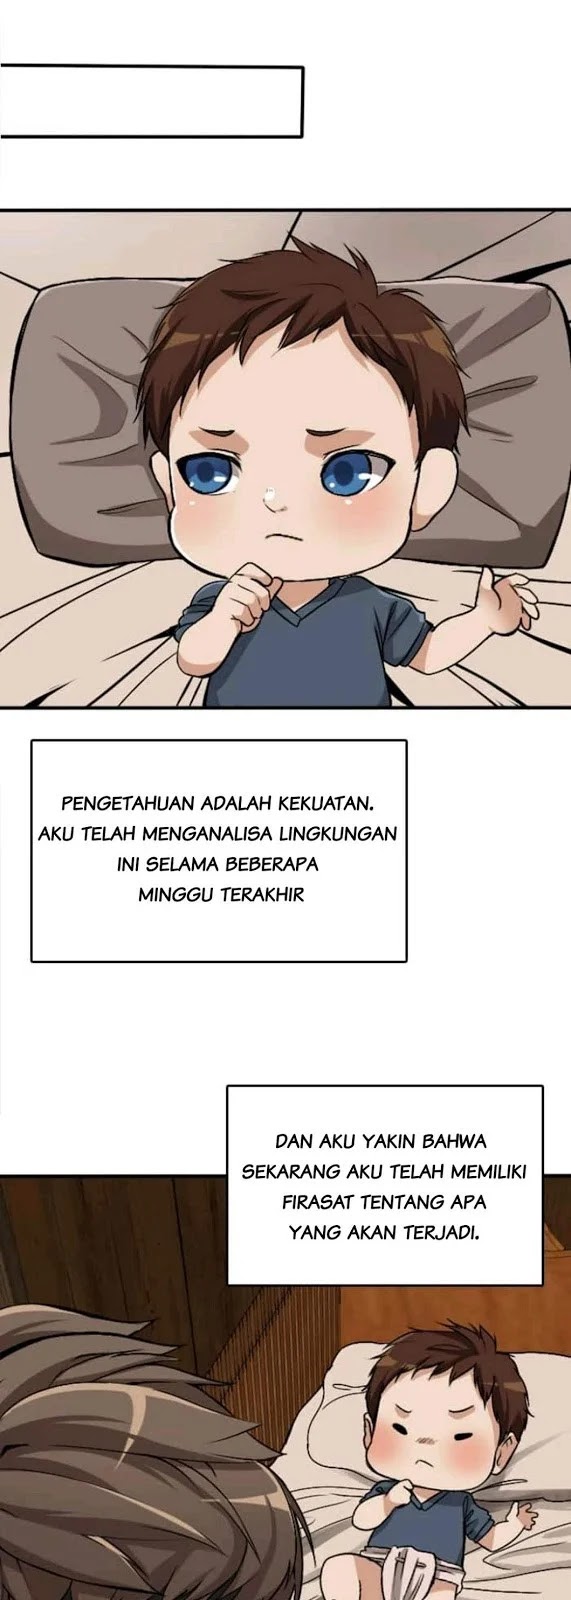 PENGETAHUAN ADALAH KEKUATAN.
AKU TELAH MENGANALISA LINGKUNGAN
INI SELAMA BEBERAPA
MINGGU TERAKHIR
DAN AKU YAKIN BAHWA
SEKARANG AKU TELAH MEMILIKI
FIRASAT TENTANG APA
YANG AKAN TERJADI.